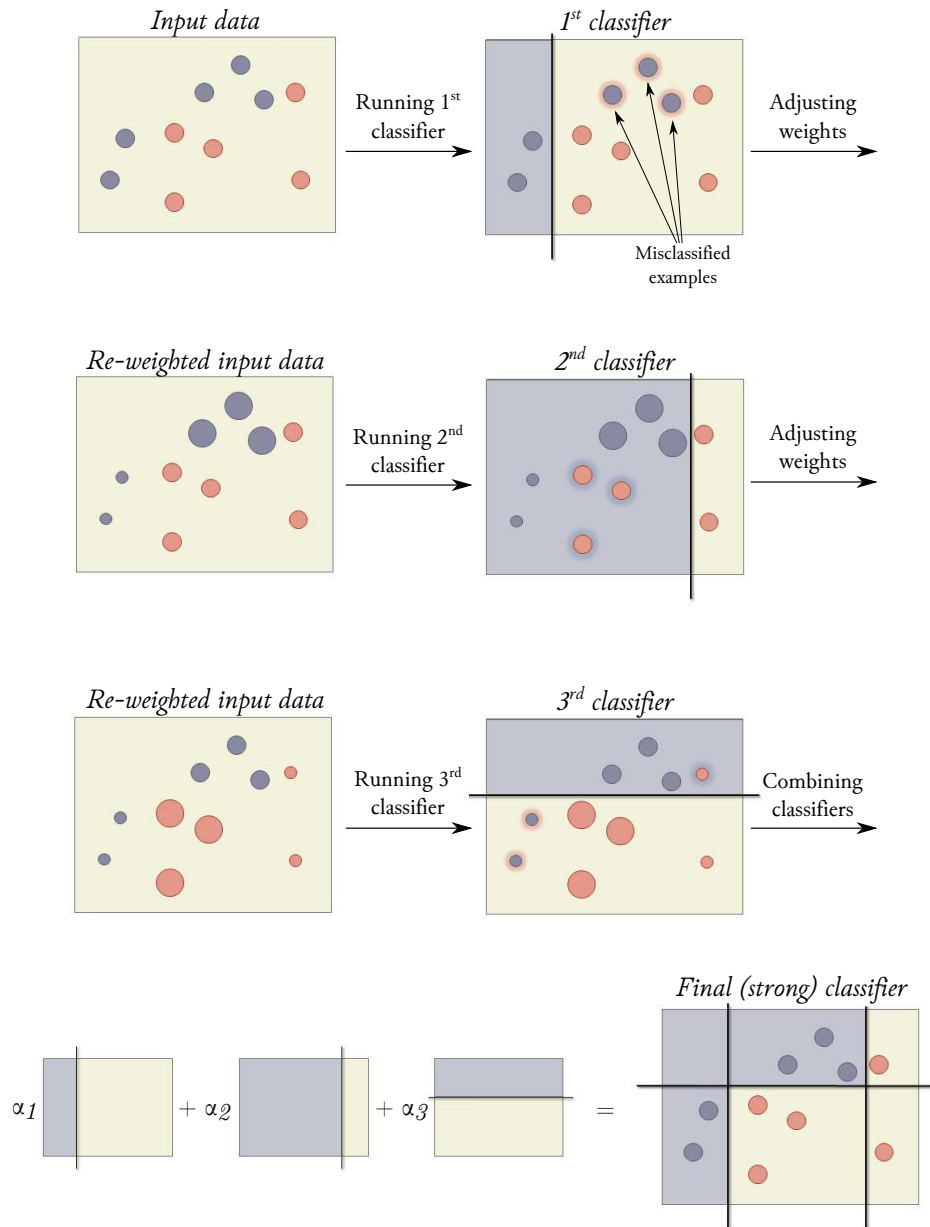 Input data
1st classifier
Running 1st
classifier
Adjusting
weights
Misclassified
examples
Re-weighted input data
2nd classifier
Running 2nd
classifier
Adjusting
weights
Re-weighted input data
3rd classifier
Running 3rd
classifier
Combining
classifiers
Final (strong) classifier
α1 + α2 + α3 =